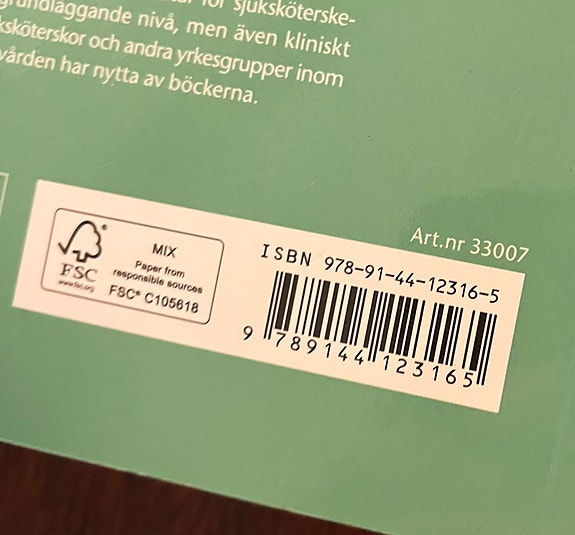 grundläggande nivå, men även kliniskt
ksköterskor och andra yrkesgrupper inom
vården har nytta av böckerna.
Art.nr 33007
FSC
www.fsc.org
MIX
Paper from
responsible sources
FSC® C105618
ISBN 978-91-44-12316-5
9 789144 123165